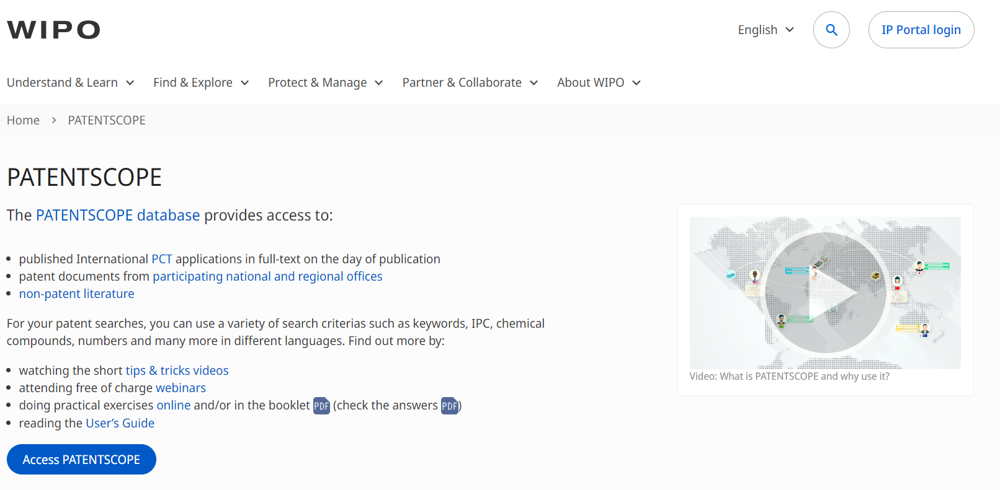 WIPO
English
IP Portal login
Understand & Learn
Find & Explore
Protect & Manage
Partner & Collaborate
About WIPO
Home
PATENTSCOPE
PATENTSCOPE
The PATENTSCOPE database provides access to:
published International PCT applications in full-text on the day of publication
patent documents from participating national and regional offices
non-patent literature
For your patent searches, you can use a variety of search criterias such as keywords, IPC, chemical
compounds, numbers and many more in different languages. Find out more by:
watching the short tips & tricks videos
attending free of charge webinars
doing practical exercises online and/or in the booklet PDF (check the answers PDF)
reading the User’s Guide
Access PATENTSCOPE
Video: What is PATENTSCOPE and why use it?